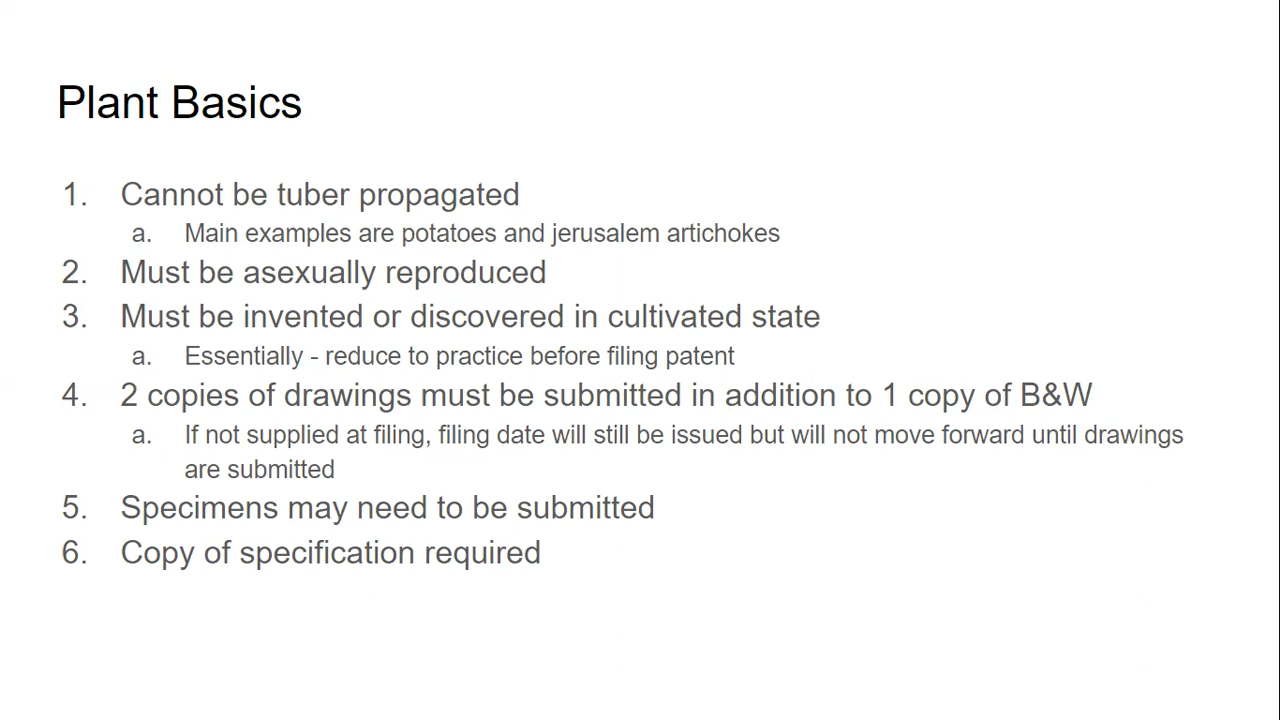 Plant Basics
1. Cannot be tuber propagated
a. Main examples are potatoes and jerusalem artichokes
2. Must be asexually reproduced
3. Must be invented or discovered in cultivated state
a. Essentially - reduce to practice before filing patent
4. 2 copies of drawings must be submitted in addition to 1 copy of B&W
a. If not supplied at filing, filing date will still be issued but will not move forward until drawings
are submitted
5. Specimens may need to be submitted
6. Copy of specification required